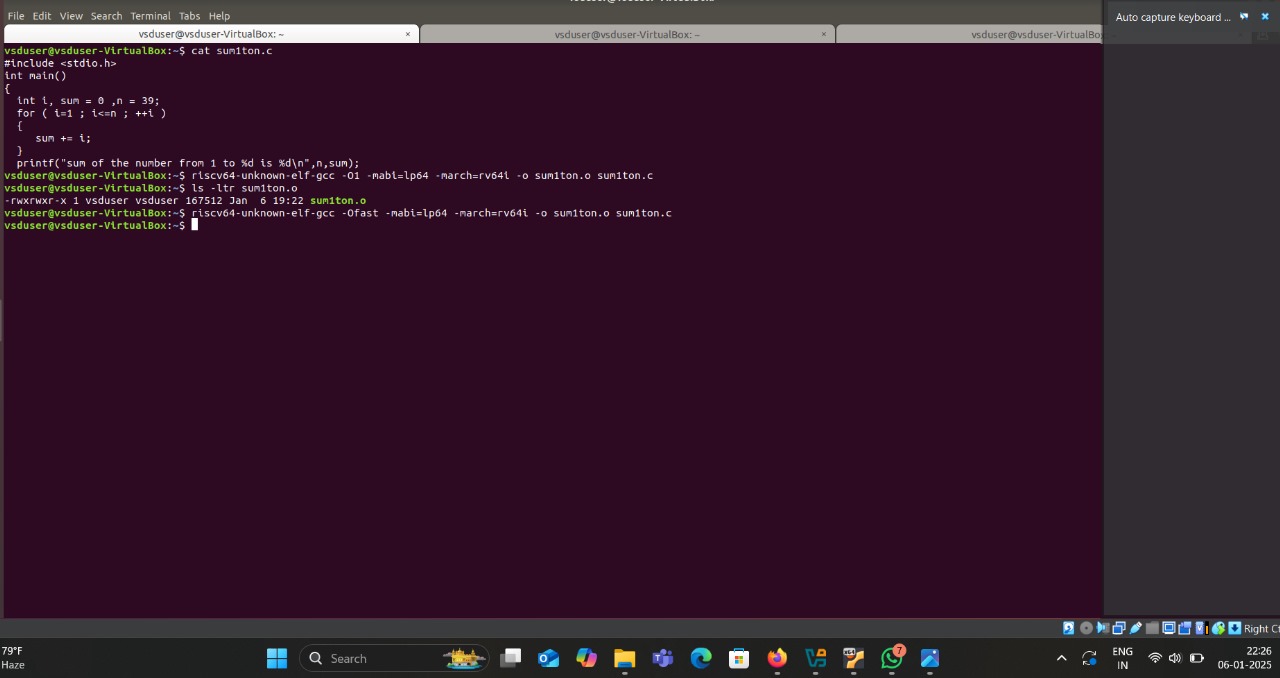 File Edit View Search Terminal Tabs Help
Auto capture keyboard ...
vsduser@vsduser-VirtualBox: ~ ×
vsduser@vsduser-VirtualBox: ~ ×
vsduser@vsduser-VirtualBox
vsduser@vsduser-VirtualBox:~$ cat sum1ton.c
#include <stdio.h>
int main()
{
int i, sum = 0 ,n = 39;
for ( i=1 ; i<=n ; ++i )
{
sum += i;
}
printf("sum of the number from 1 to %d is %d\n",n,sum);
vsduser@vsduser-VirtualBox:~$ riscv64-unknown-elf-gcc -O1 -mabi=lp64 -march=rv64i -o sum1ton.o sum1ton.c
vsduser@vsduser-VirtualBox:~$ ls -ltr sum1ton.o
-rwxrwxr-x 1 vsduser vsduser 167512 Jan  6 19:22 sum1ton.o
vsduser@vsduser-VirtualBox:~$ riscv64-unknown-elf-gcc -Ofast -mabi=lp64 -march=rv64i -o sum1ton.o sum1ton.c
vsduser@vsduser-VirtualBox:~$
Right C
79°F
Haze
Search
7
ENG
IN
22:26
06-01-2025